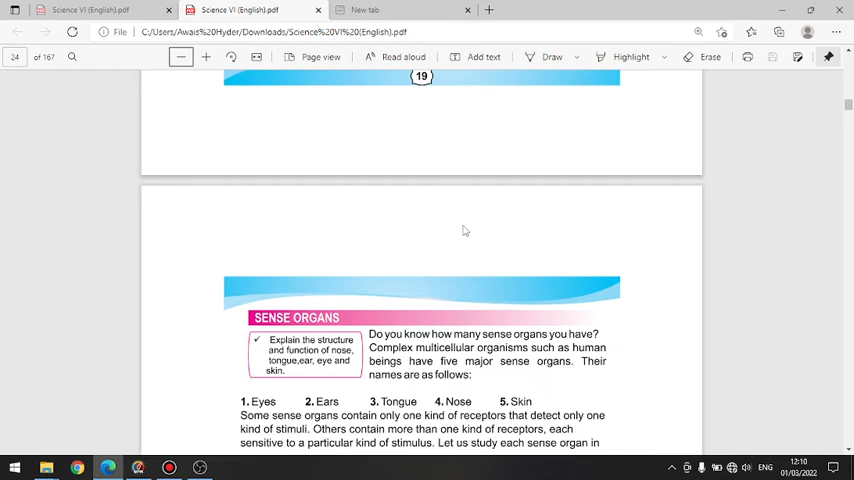 Science VI (English).pdf
Science VI (English).pdf
New tab
File
C:/Users/Awais%20Hyder/Downloads/Science%20VI%20(English).pdf
24 of 167
Page view
Read aloud
Add text
Draw
Highlight
Erase
19
SENSE ORGANS
✓ Explain the structure
and function of nose,
tongue,ear, eye and
skin.
Do you know how many sense organs you have?
Complex multicellular organisms such as human
beings have five major sense organs. Their
names are as follows:
1. Eyes 2. Ears 3. Tongue 4. Nose 5. Skin
Some sense organs contain only one kind of receptors that detect only one
kind of stimuli. Others contain more than one kind of receptors, each
sensitive to a particular kind of stimulus. Let us study each sense organ in
ENG
12:10
01/03/2022